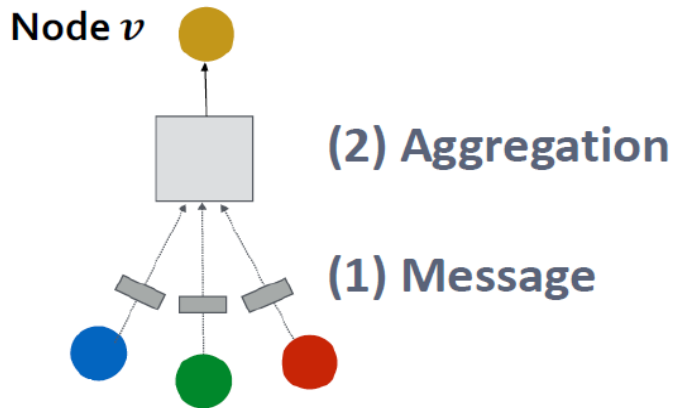 Node v
(2) Aggregation
(1) Message